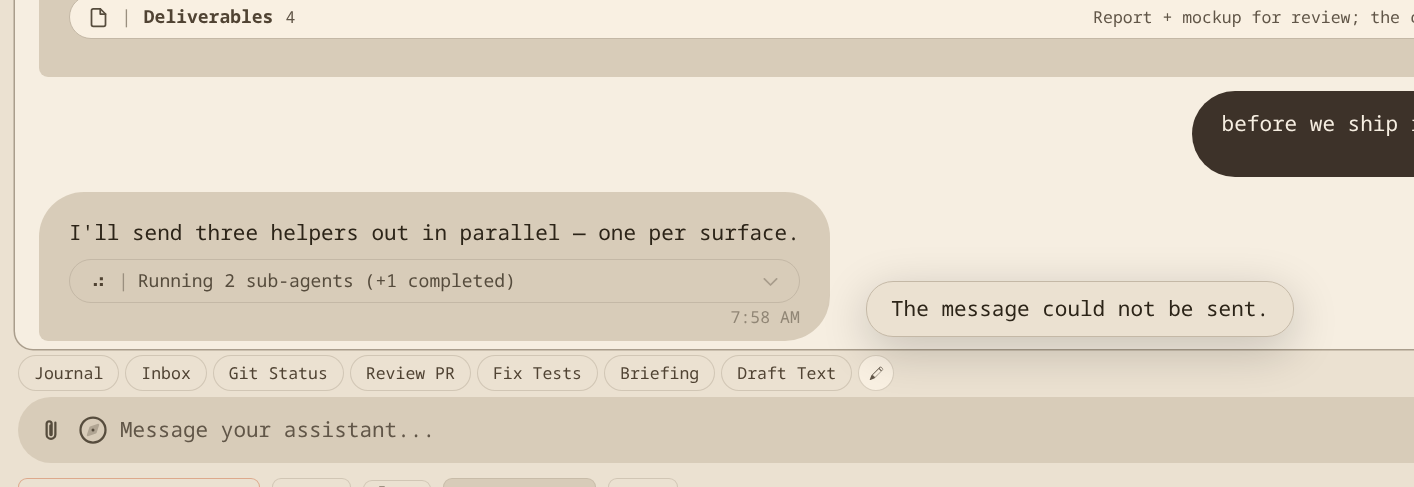 Deliverables 4
Report + mockup for review; the
before we ship
I'll send three helpers out in parallel — one per surface.
Running 2 sub-agents (+1 completed)
7:58 AM
The message could not be sent.
Journal
Inbox
Git Status
Review PR
Fix Tests
Briefing
Draft Text
Message your assistant...